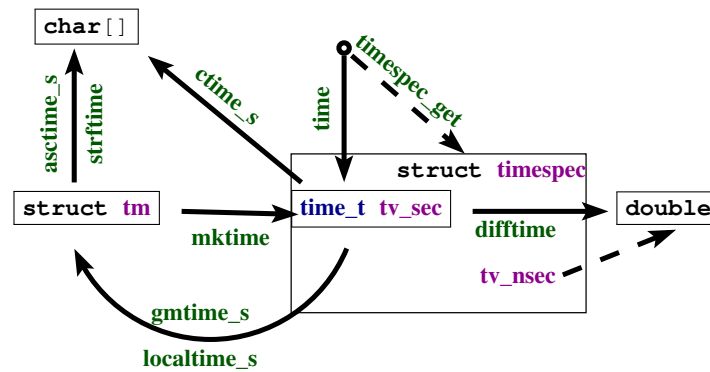 char[]
timespec_get
ctime_s
time
asctime_s
strftime
struct timespec
struct tm
time_t tv_sec
double
mktime
difftime
tv_nsec
gmtime_s
localtime_s